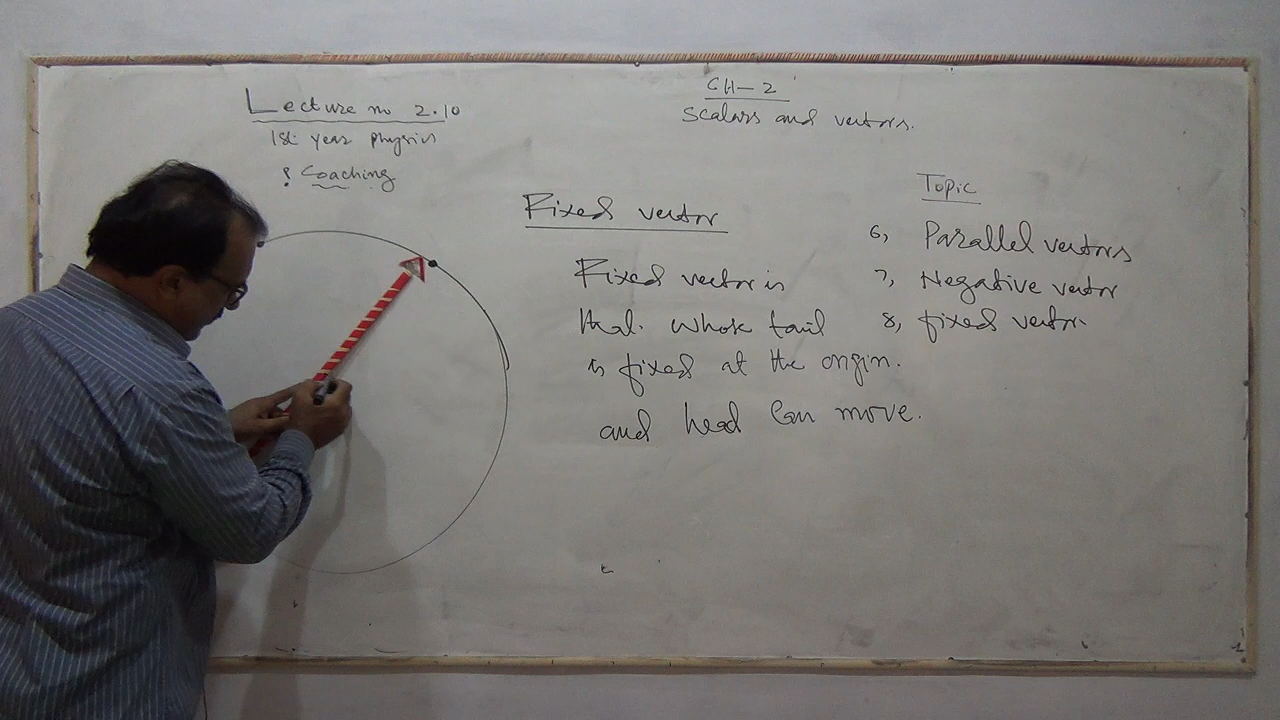 Lecture no 2.10
1st year physics
& Coaching
CH-2
Scalars and vectors.
Fixed vector
Fixed vector is
that. whose tail
is fixed at the origin.
and head can move.
Topic
6, Parallel vectors
7, Negative vector
8, fixed vector.